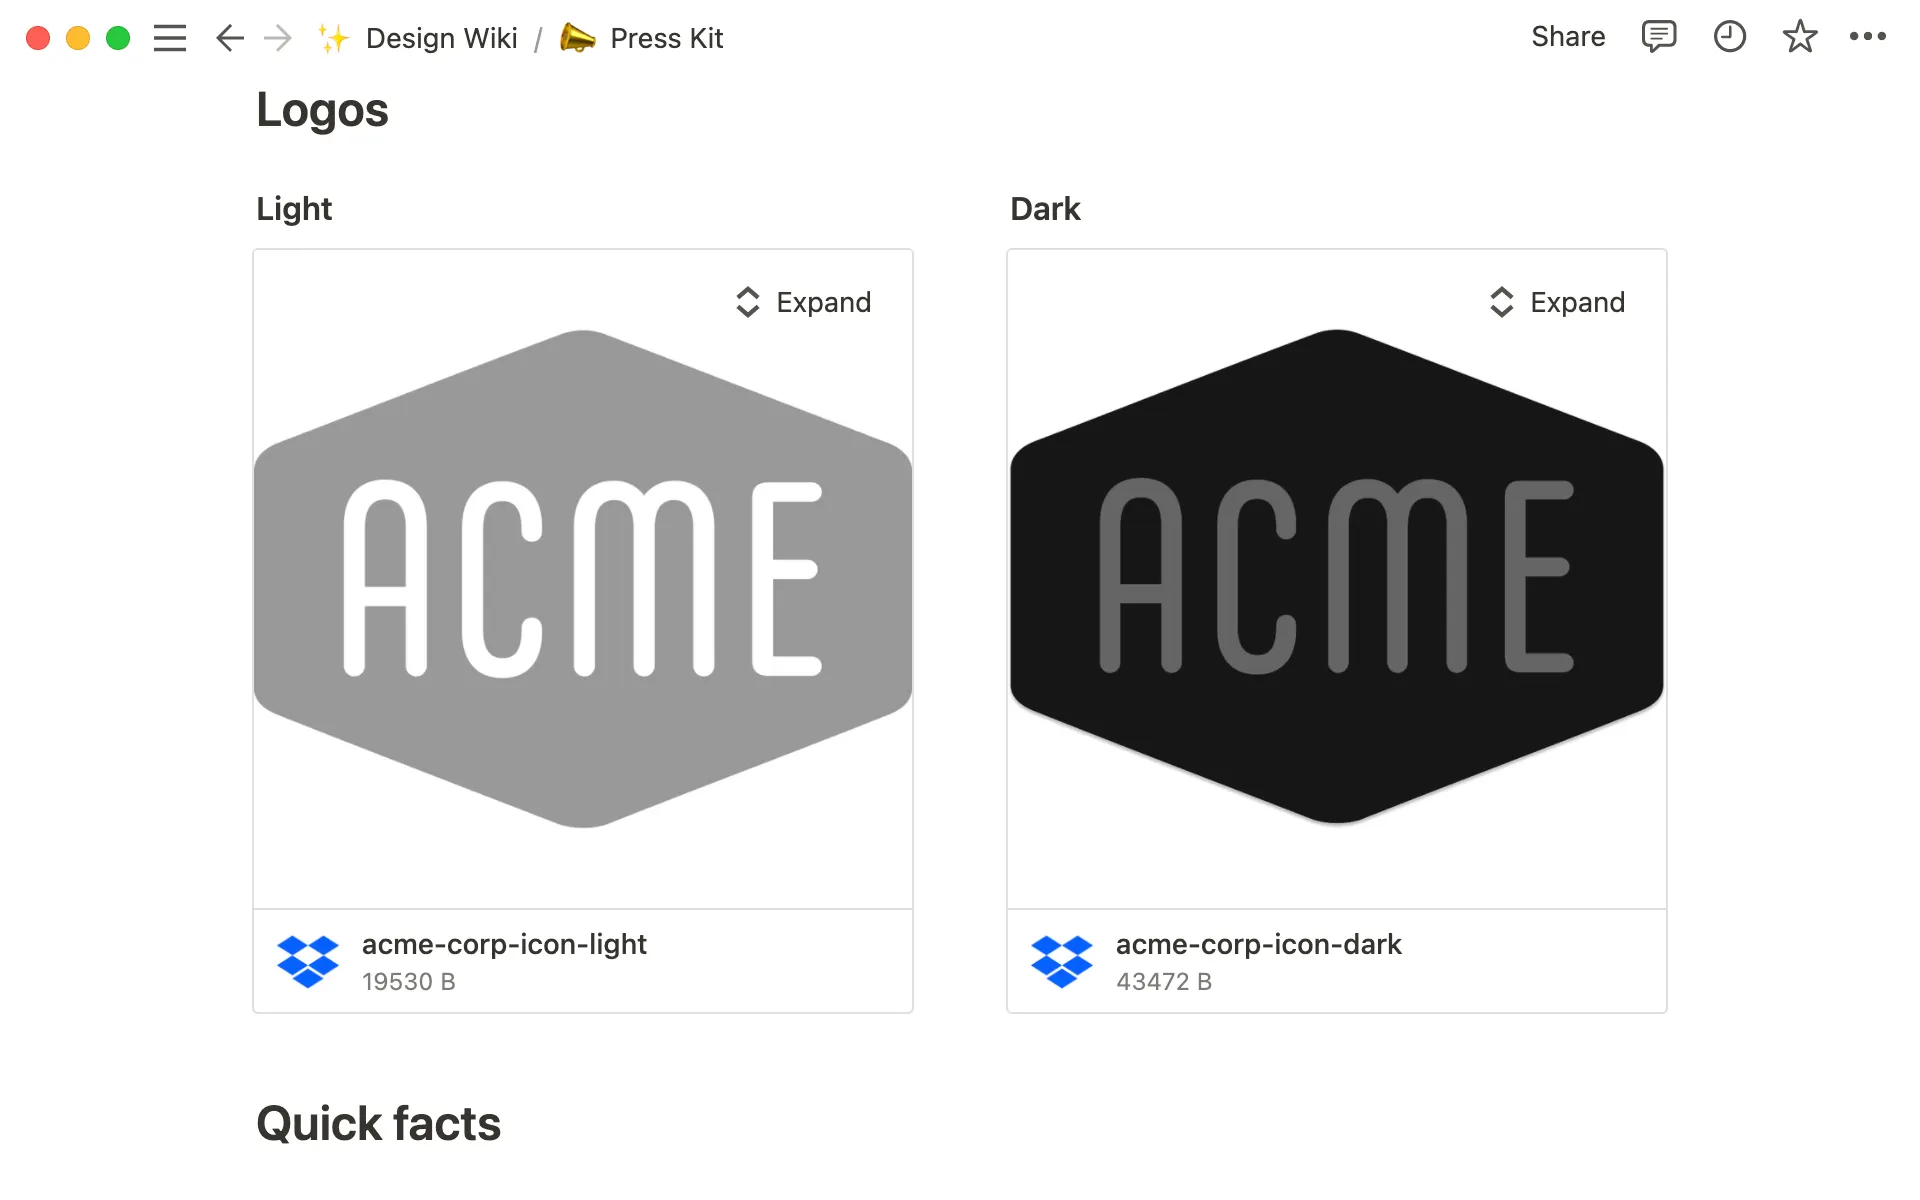 Design Wiki / Press Kit
Share
Logos
Light
Dark
Expand
ACME
Expand
ACME
acme-corp-icon-light
19530 B
acme-corp-icon-dark
43472 B
Quick facts